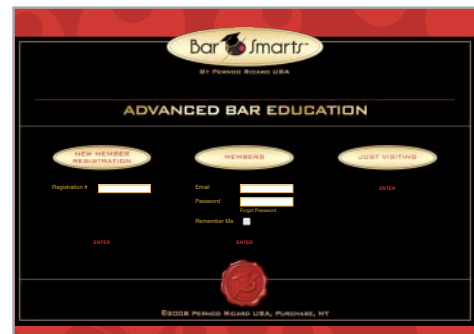 Bar Smarts™
BY PERNOD RICARD USA
ADVANCED BAR EDUCATION
NEW MEMBER
REGISTRATION
Registration #
ENTER
MEMBERS
Email
Password
Forgot Password
Remember Me
ENTER
JUST VISITING
ENTER
©2008 PERNOD RICARD USA, PURCHASE, NY